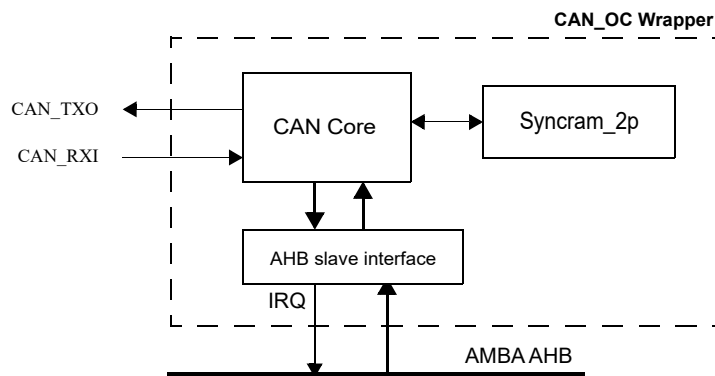 CAN_OC Wrapper
CAN_TXO
CAN Core
Syncram_2p
CAN_RXI
AHB slave interface
IRQ
AMBA AHB